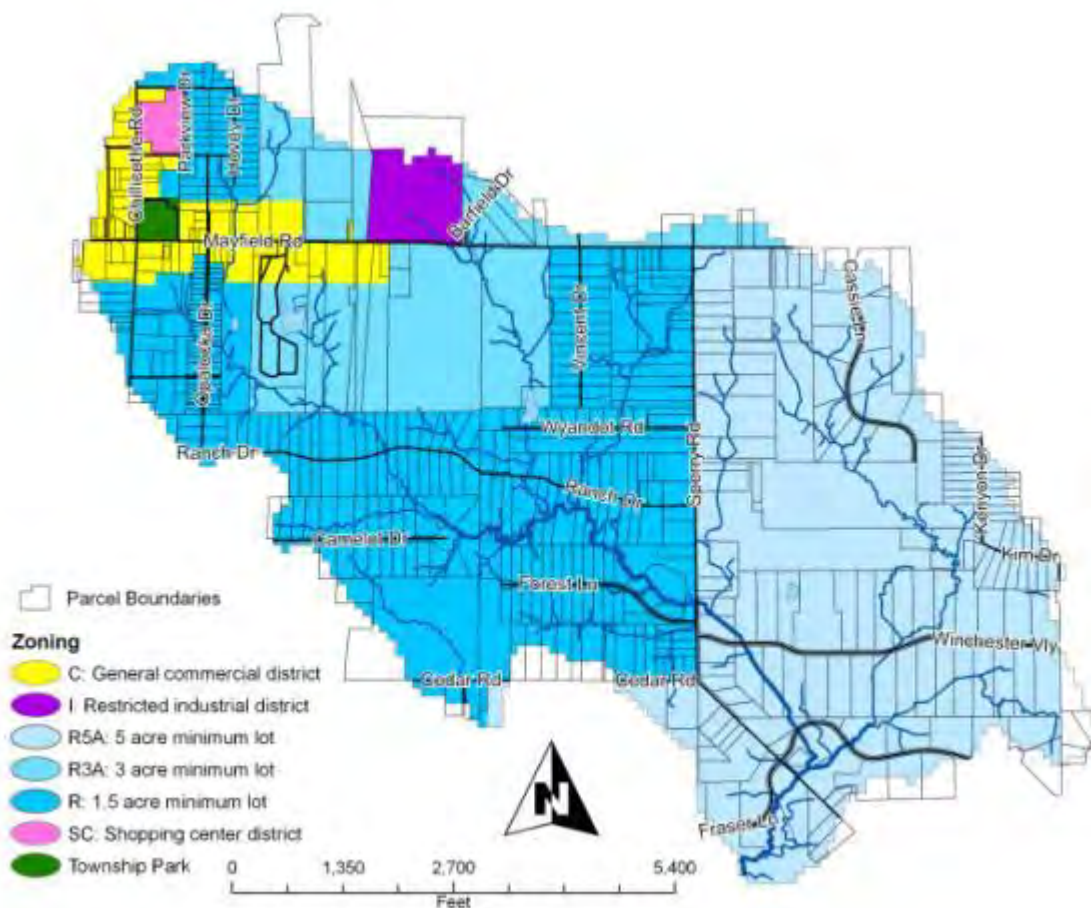 Chillicothe Rd
Parkview Dr
Hovey Dr
Mayfield Rd
Opalocka Dr
Vincent Dr
Cassie Ln
Wyandot Rd
Sperry Rd
Ranch Dr
Ranch Dr
Kenyon Dr
Kim Dr
Camelot Dr
Forest Ln
Winchester Vly
Cedar Rd
Cedar Rd
Fraser Ln
Parcel Boundaries
Zoning
C: General commercial district
I: Restricted industrial district
R5A: 5 acre minimum lot
R3A: 3 acre minimum lot
R: 1.5 acre minimum lot
SC: Shopping center district
Township Park
N
0 1,350 2,700 5,400
Feet